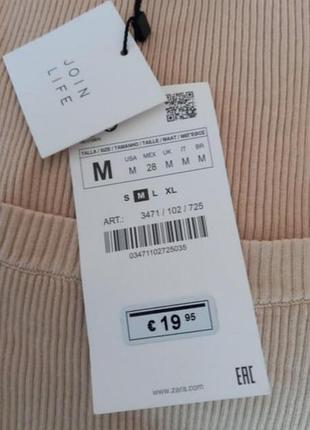 JOIN
LIFE
TALLA / SIZE / TAMANHO / TAILLE / MAAT / ΜΕΓΕΘΟΣ
M
USA MEX UK IT BR
M 28 M M M
S M L XL
ART.: 3471 / 102 / 725
03471102725035
€ 19 95
www.zara.com
EAC